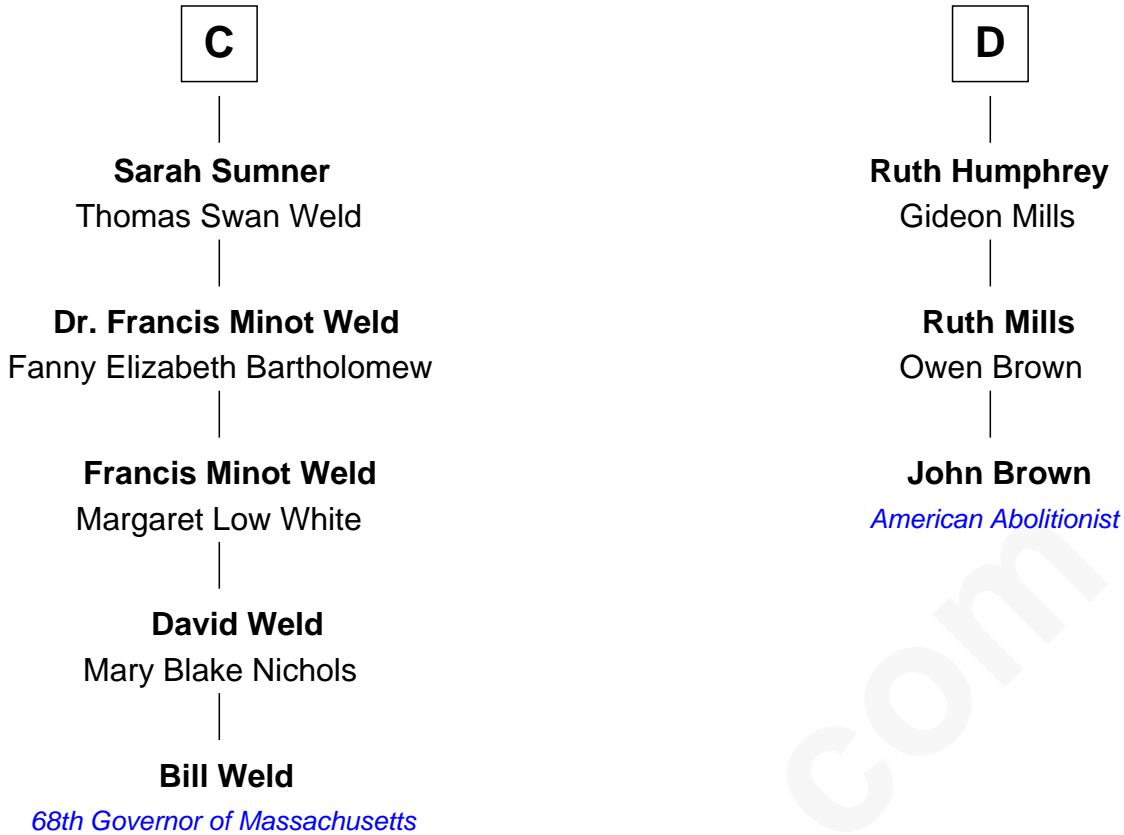 C
Sarah Sumner
Thomas Swan Weld
Dr. Francis Minot Weld
Fanny Elizabeth Bartholomew
Francis Minot Weld
Margaret Low White
David Weld
Mary Blake Nichols
Bill Weld
68th Governor of Massachusetts
D
Ruth Humphrey
Gideon Mills
Ruth Mills
Owen Brown
John Brown
American Abolitionist
com